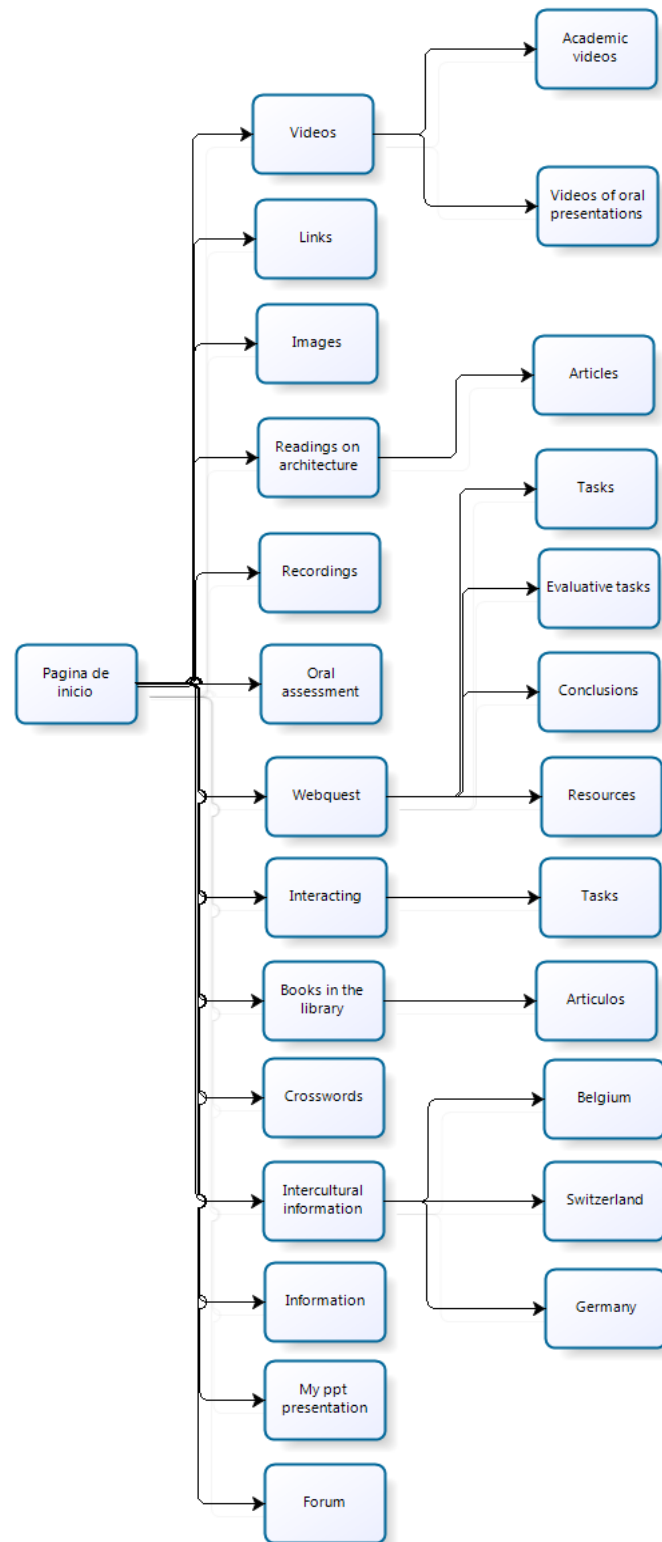 Academic
videos
Videos
Videos of oral
presentations
Links
Images
Articles
Readings on
architecture
Tasks
Recordings
Evaluative tasks
Pagina de
inicio
Oral
assessment
Conclusions
Webquest
Resources
Interacting
Tasks
Books in the
library
Articulos
Crosswords
Belgium
Intercultural
information
Switzerland
Information
Germany
My ppt
presentation
Forum